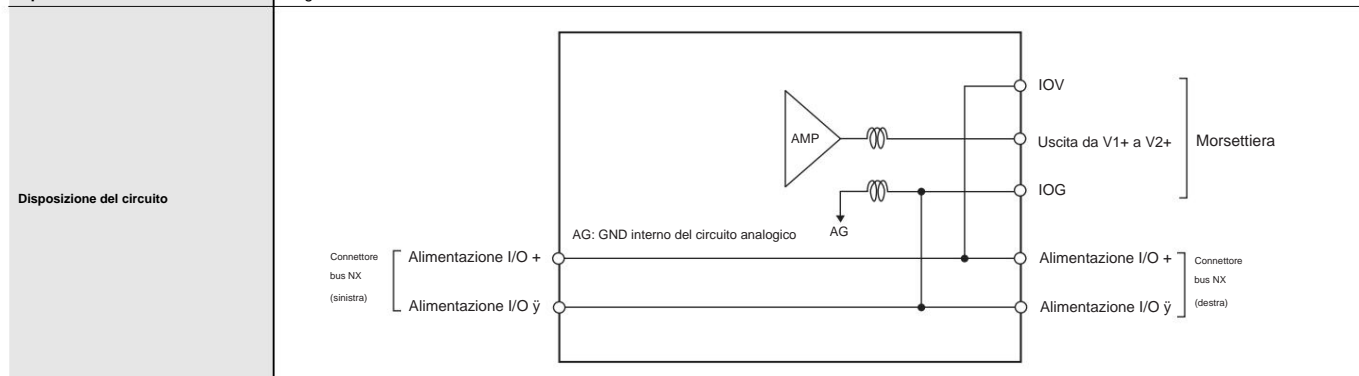 Disposizione del circuito
IOV
AMP
Uscita da V1+ a V2+
Morsettiera
IOG
AG: GND interno del circuito analogico
AG
Connettore
bus NX
(sinistra)
Alimentazione I/O +
Alimentazione I/O ÿ
Alimentazione I/O +
Alimentazione I/O ÿ
Connettore
bus NX
(destra)